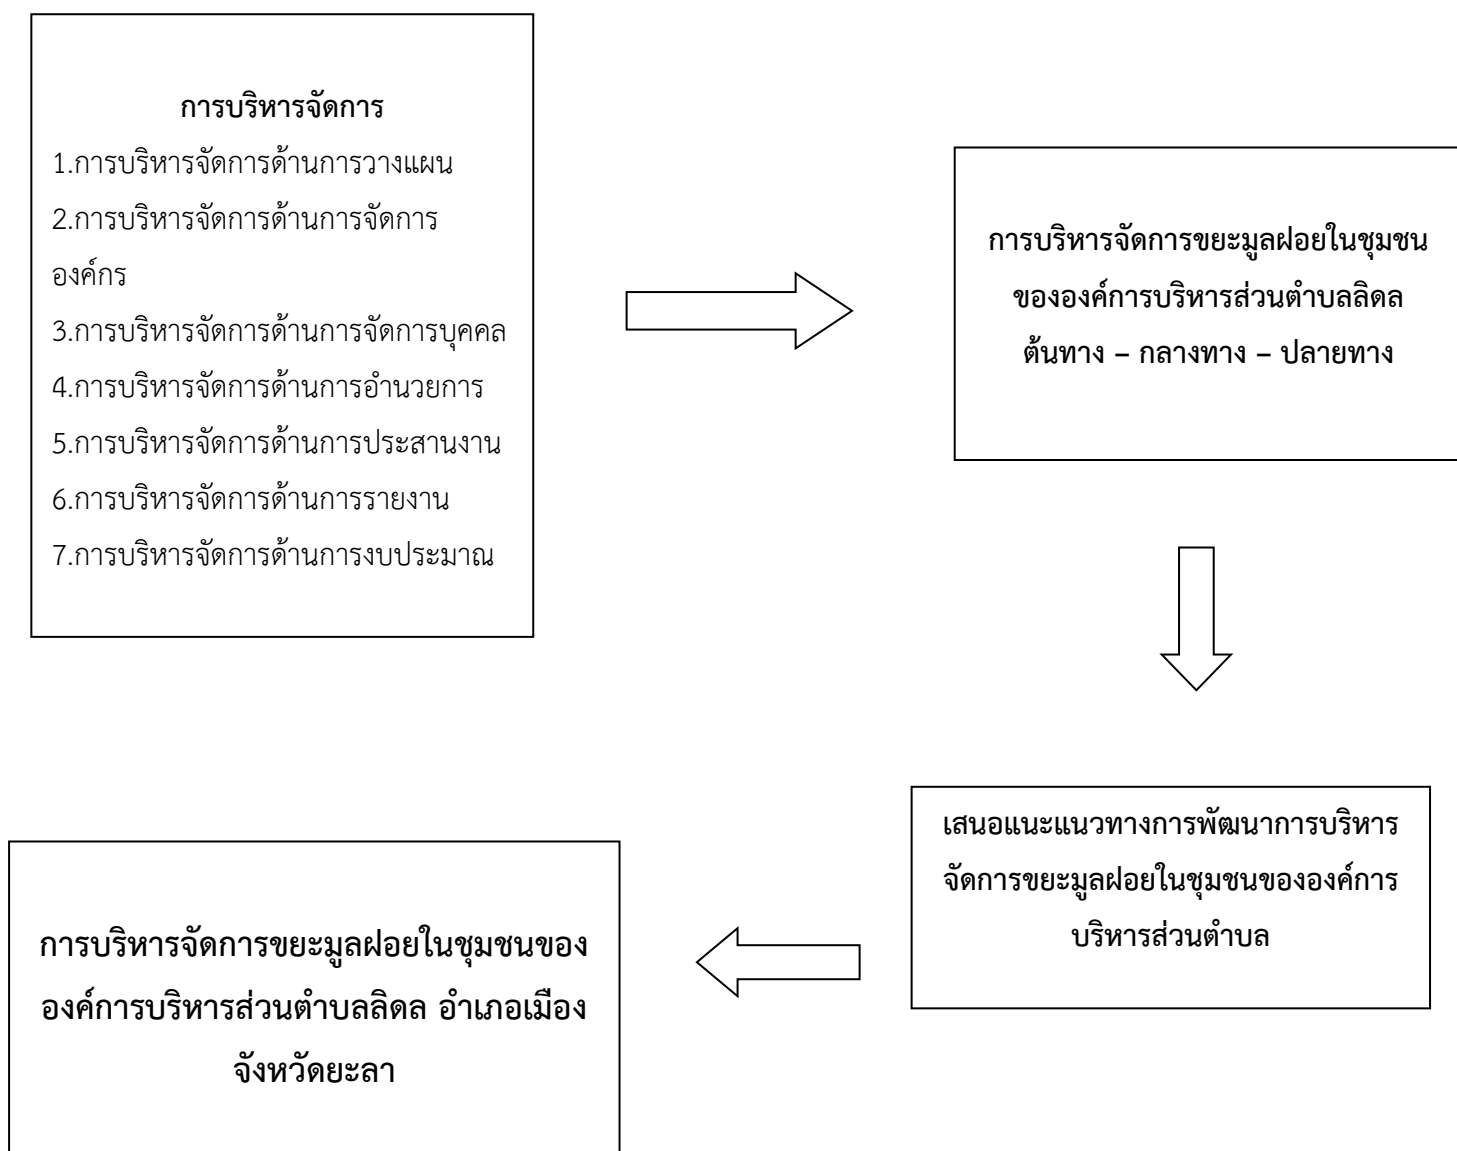 การบริหารจัดการ
1.การบริหารจัดการด้านการวางแผน
2.การบริหารจัดการด้านการจัดการ
องค์กร
3.การบริหารจัดการด้านการจัดการบุคคล
4.การบริหารจัดการด้านการอำนวยการ
5.การบริหารจัดการด้านการประสานงาน
6.การบริหารจัดการด้านการรายงาน
7.การบริหารจัดการด้านการงบประมาณ
การบริหารจัดการขยะมูลฝอยในชุมชน
ขององค์การบริหารส่วนตำบลลิดล
ต้นทาง – กลางทาง – ปลายทาง
เสนอแนะแนวทางการพัฒนาการบริหาร
จัดการขยะมูลฝอยในชุมชนขององค์การ
บริหารส่วนตำบล
การบริหารจัดการขยะมูลฝอยในชุมชนของ
องค์การบริหารส่วนตำบลลิดล อำเภอเมือง
จังหวัดยะลา